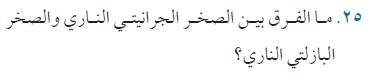 ٢٥. ما الفرق بين الصخر الجرانيتي الناري والصخر
البازلتي الناري؟